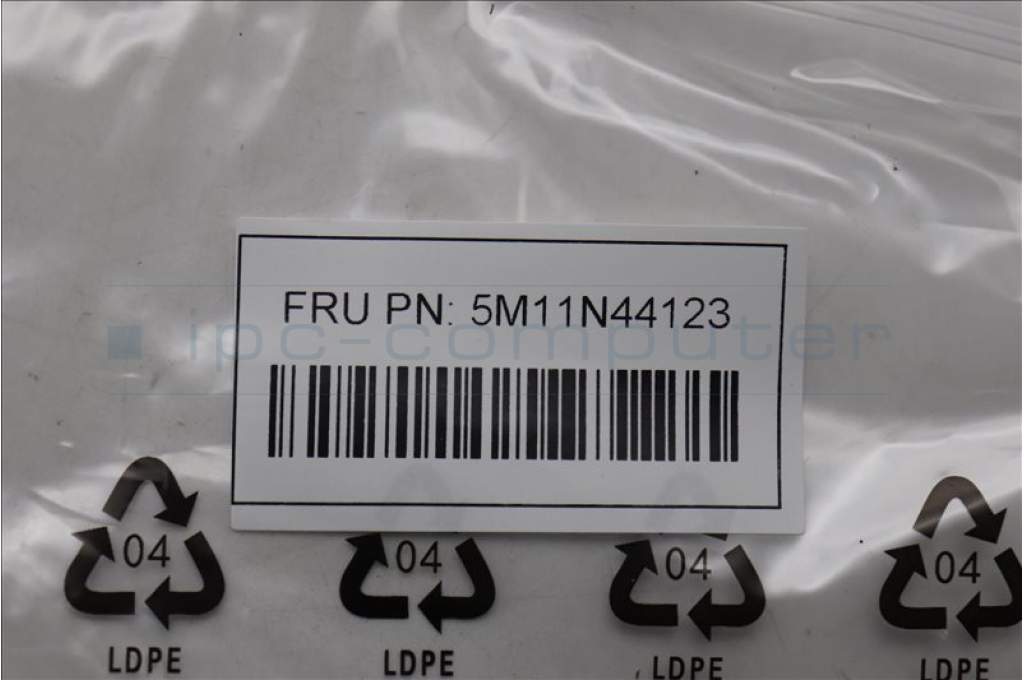 FRU PN: 5M11N44123
ipc-computer
04 04 04 04
LDPE LDPE LDPE LDPE